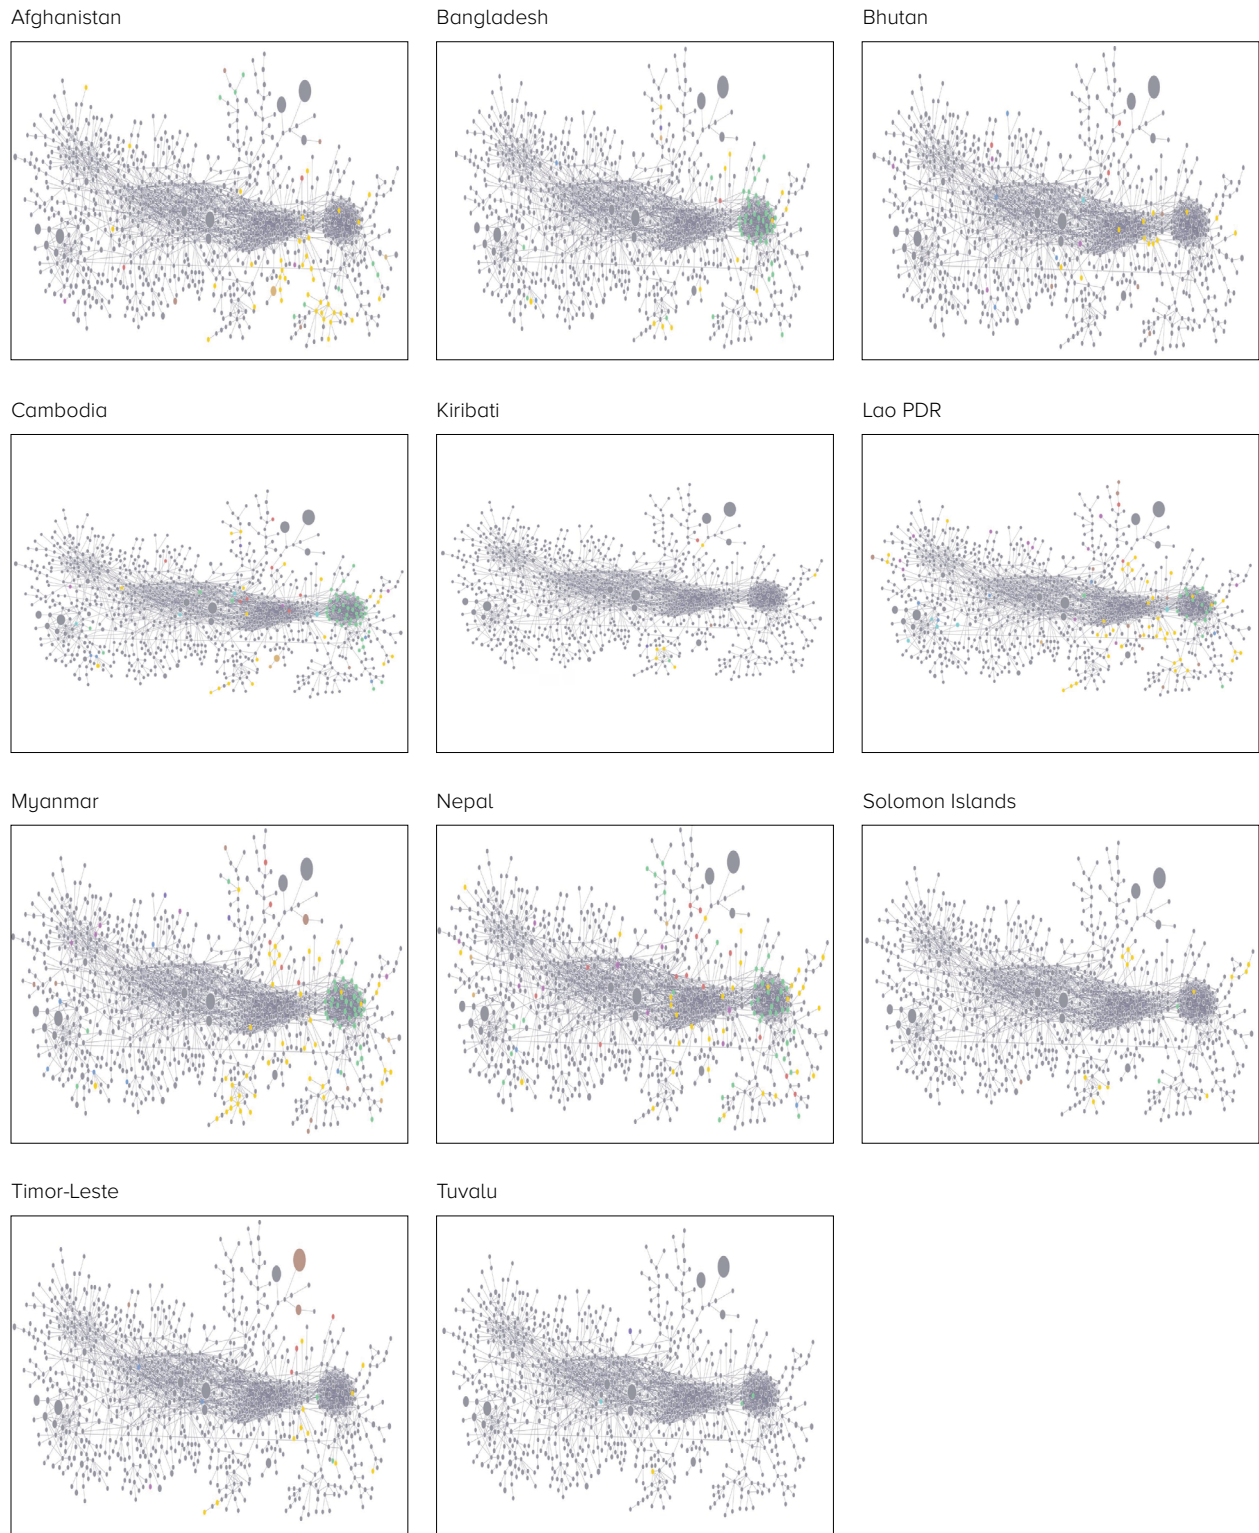 Afghanistan
Bangladesh
Bhutan
Cambodia
Kiribati
Lao PDR
Myanmar
Nepal
Solomon Islands
Timor-Leste
Tuvalu